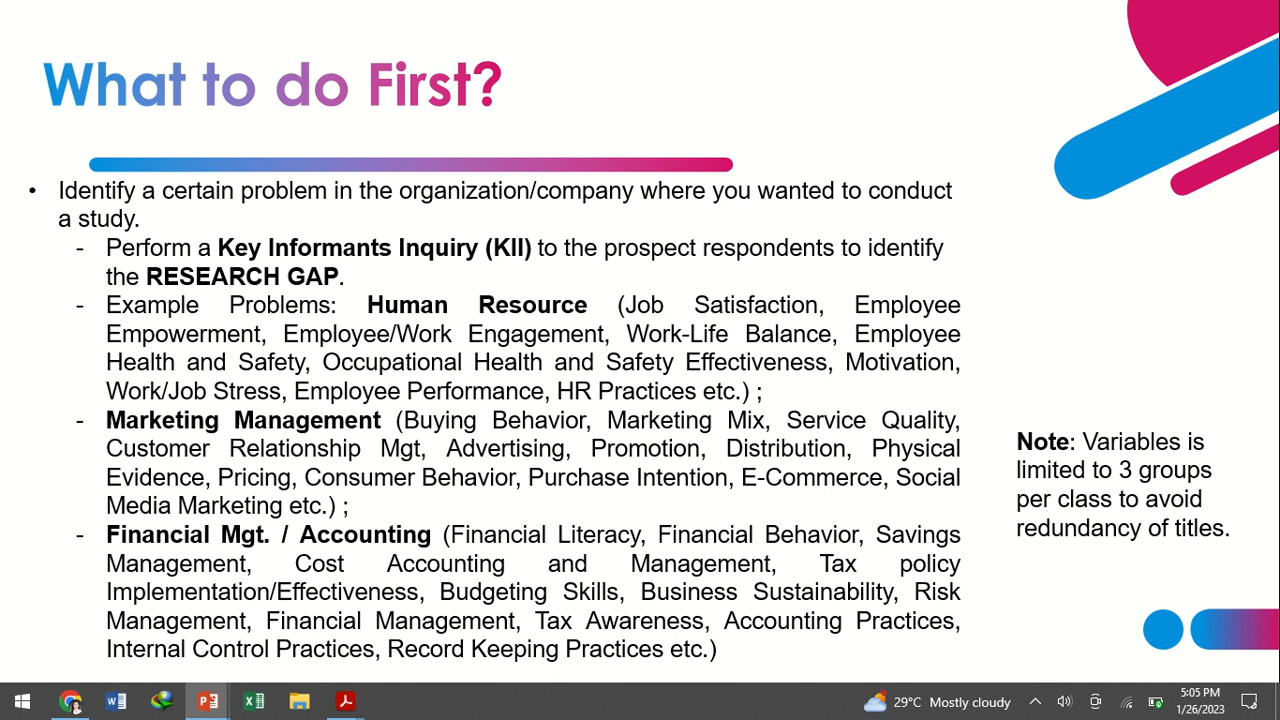 What to do First?
• Identify a certain problem in the organization/company where you wanted to conduct
a study.
- Perform a Key Informants Inquiry (KII) to the prospect respondents to identify
the RESEARCH GAP.
- Example Problems: Human Resource (Job Satisfaction, Employee
Empowerment, Employee/Work Engagement, Work-Life Balance, Employee
Health and Safety, Occupational Health and Safety Effectiveness, Motivation,
Work/Job Stress, Employee Performance, HR Practices etc.) ;
- Marketing Management (Buying Behavior, Marketing Mix, Service Quality,
Customer Relationship Mgt, Advertising, Promotion, Distribution, Physical
Evidence, Pricing, Consumer Behavior, Purchase Intention, E-Commerce, Social
Media Marketing etc.) ;
- Financial Mgt. / Accounting (Financial Literacy, Financial Behavior, Savings
Management, Cost Accounting and Management, Tax policy
Implementation/Effectiveness, Budgeting Skills, Business Sustainability, Risk
Management, Financial Management, Tax Awareness, Accounting Practices,
Internal Control Practices, Record Keeping Practices etc.)
Note: Variables is
limited to 3 groups
per class to avoid
redundancy of titles.
29°C Mostly cloudy
5:05 PM
1/26/2023